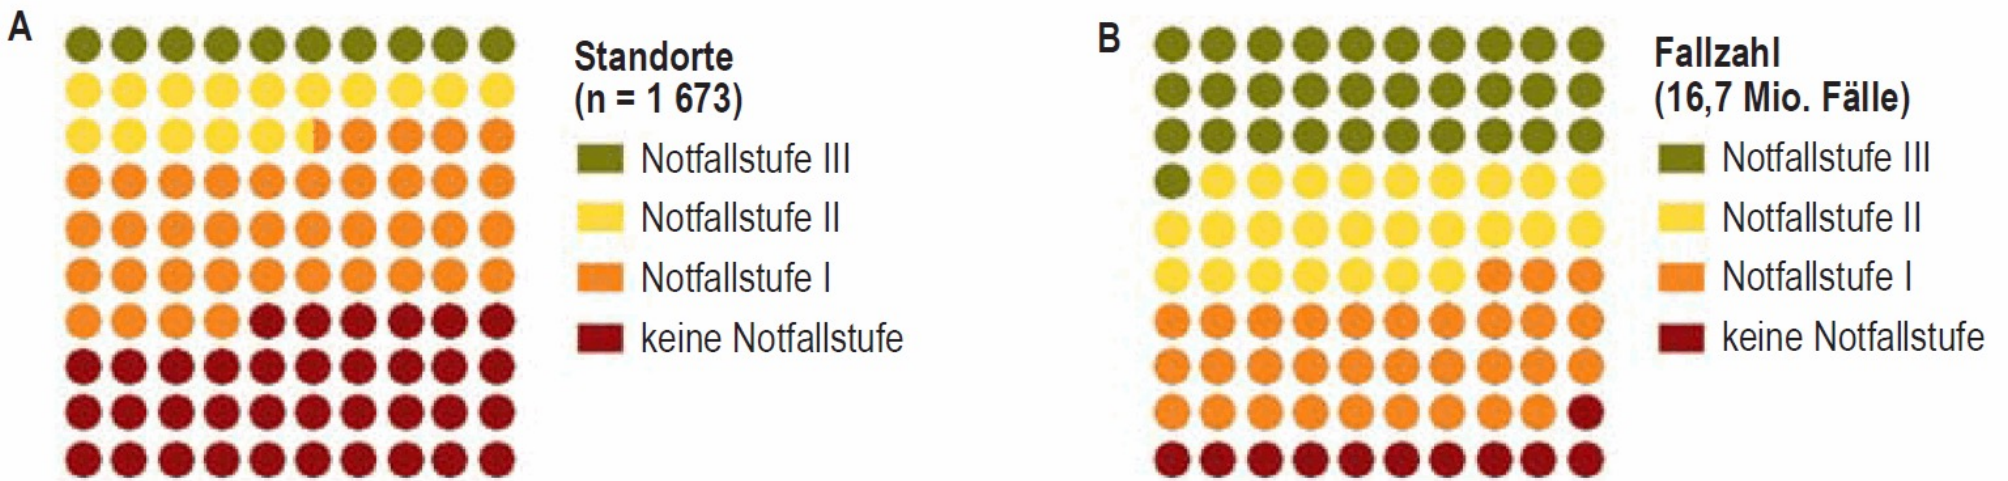 A
Standorte
(n = 1 673)
Notfallstufe III
Notfallstufe II
Notfallstufe I
keine Notfallstufe
B
Fallzahl
(16,7 Mio. Fälle)
Notfallstufe III
Notfallstufe II
Notfallstufe I
keine Notfallstufe